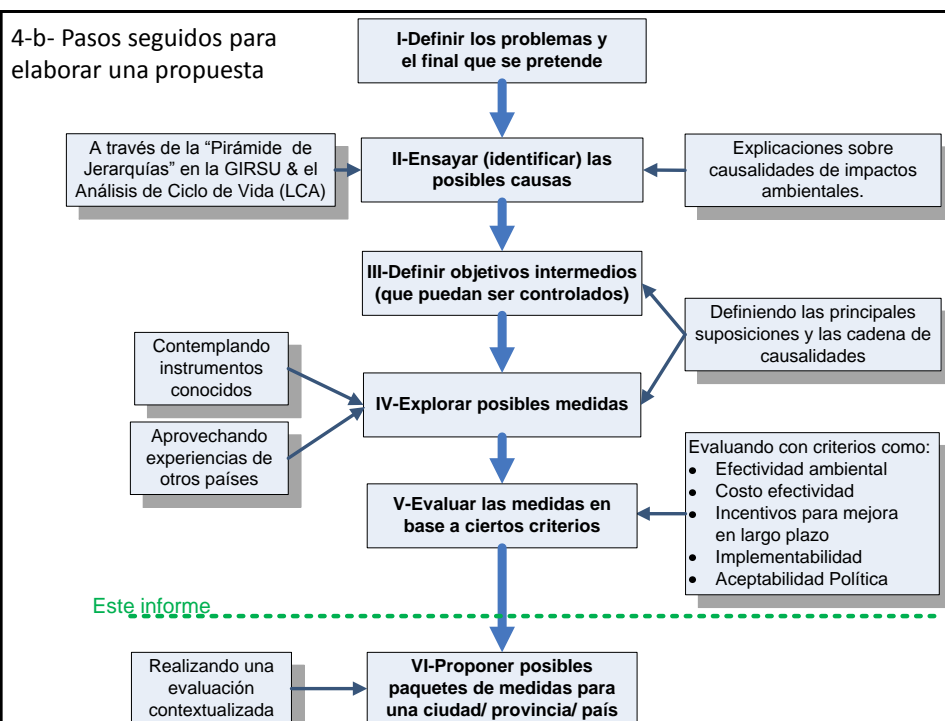 4-b- Pasos seguidos para
elaborar una propuesta
I-Definir los problemas y
el final que se pretende
A través de la “Pirámide de
Jerarquías” en la GIRSU & el
Análisis de Ciclo de Vida (LCA)
II-Ensayar (identificar) las
posibles causas
Explicaciones sobre
causalidades de impactos
ambientales.
III-Definir objetivos intermedios
(que puedan ser controlados)
Definiendo las principales
suposiciones y las cadena de
causalidades
Contemplando
instrumentos
conocidos
IV-Explorar posibles medidas
Aprovechando
experiencias de
otros países
V-Evaluar las medidas en
base a ciertos criterios
Evaluando con criterios como:
• Efectividad ambiental
• Costo efectividad
• Incentivos para mejora
en largo plazo
• Implementabilidad
• Aceptabilidad Política
Este informe
Realizando una
evaluación
contextualizada
VI-Proponer posibles
paquetes de medidas para
una ciudad/ provincia/ país